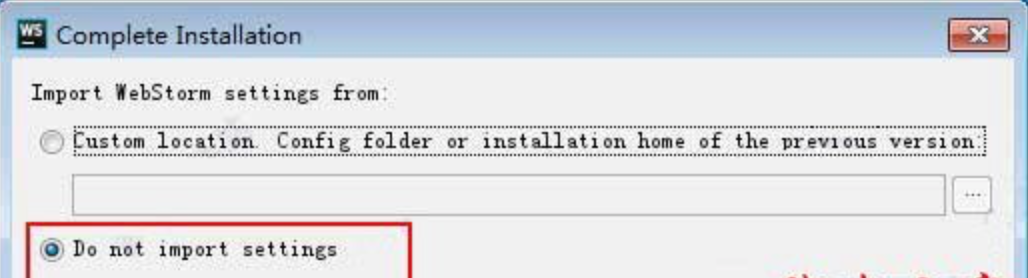 WS Complete Installation
Import WebStorm settings from:
Custom location. Config folder or installation home of the previous version:
...
Do not import settings